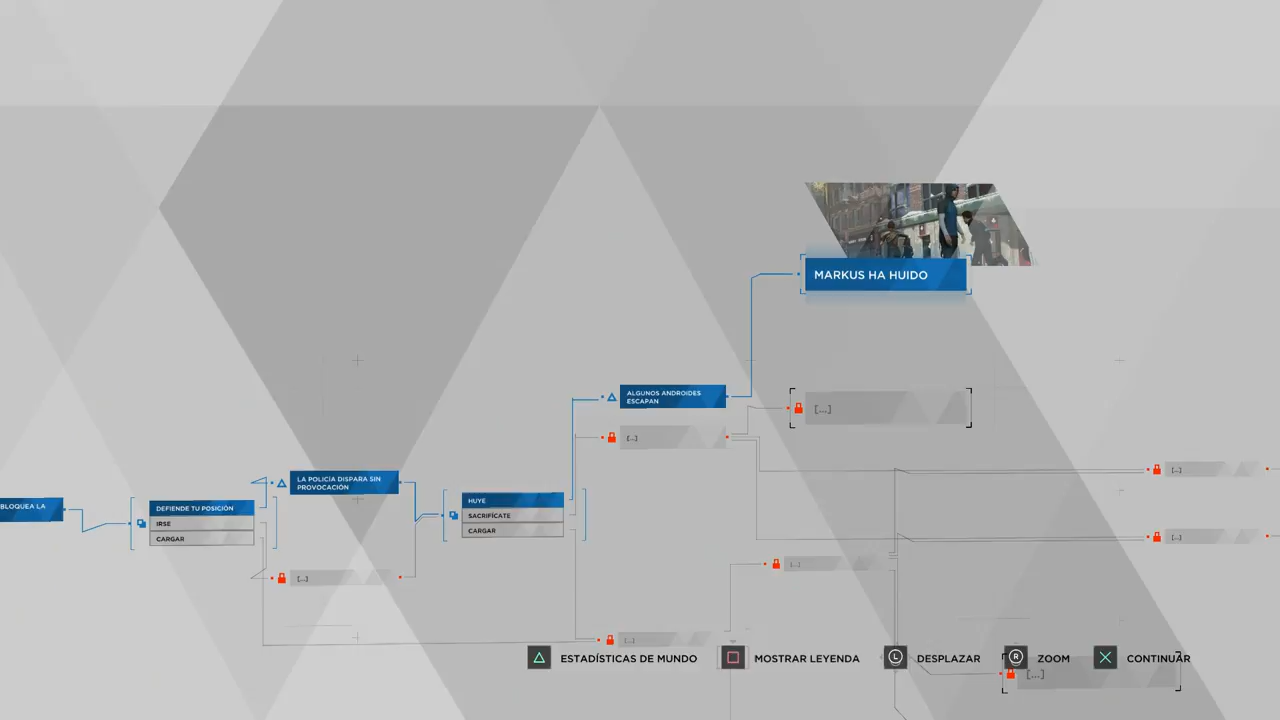 MARKUS HA HUIDO
ALGUNOS ANDROIDES
ESCAPAN
[...]
[...]
[...]
LA POLICÍA DISPARA SIN
PROVOCACIÓN
BLOQUEA LA
DEFIENDE TU POSICIÓN
IRSE
CARGAR
HUYE
SACRIFÍCATE
CARGAR
[...]
[...]
[...]
[...]
ESTADÍSTICAS DE MUNDO
MOSTRAR LEYENDA
L
DESPLAZAR
R
ZOOM
CONTINUAR
[...]